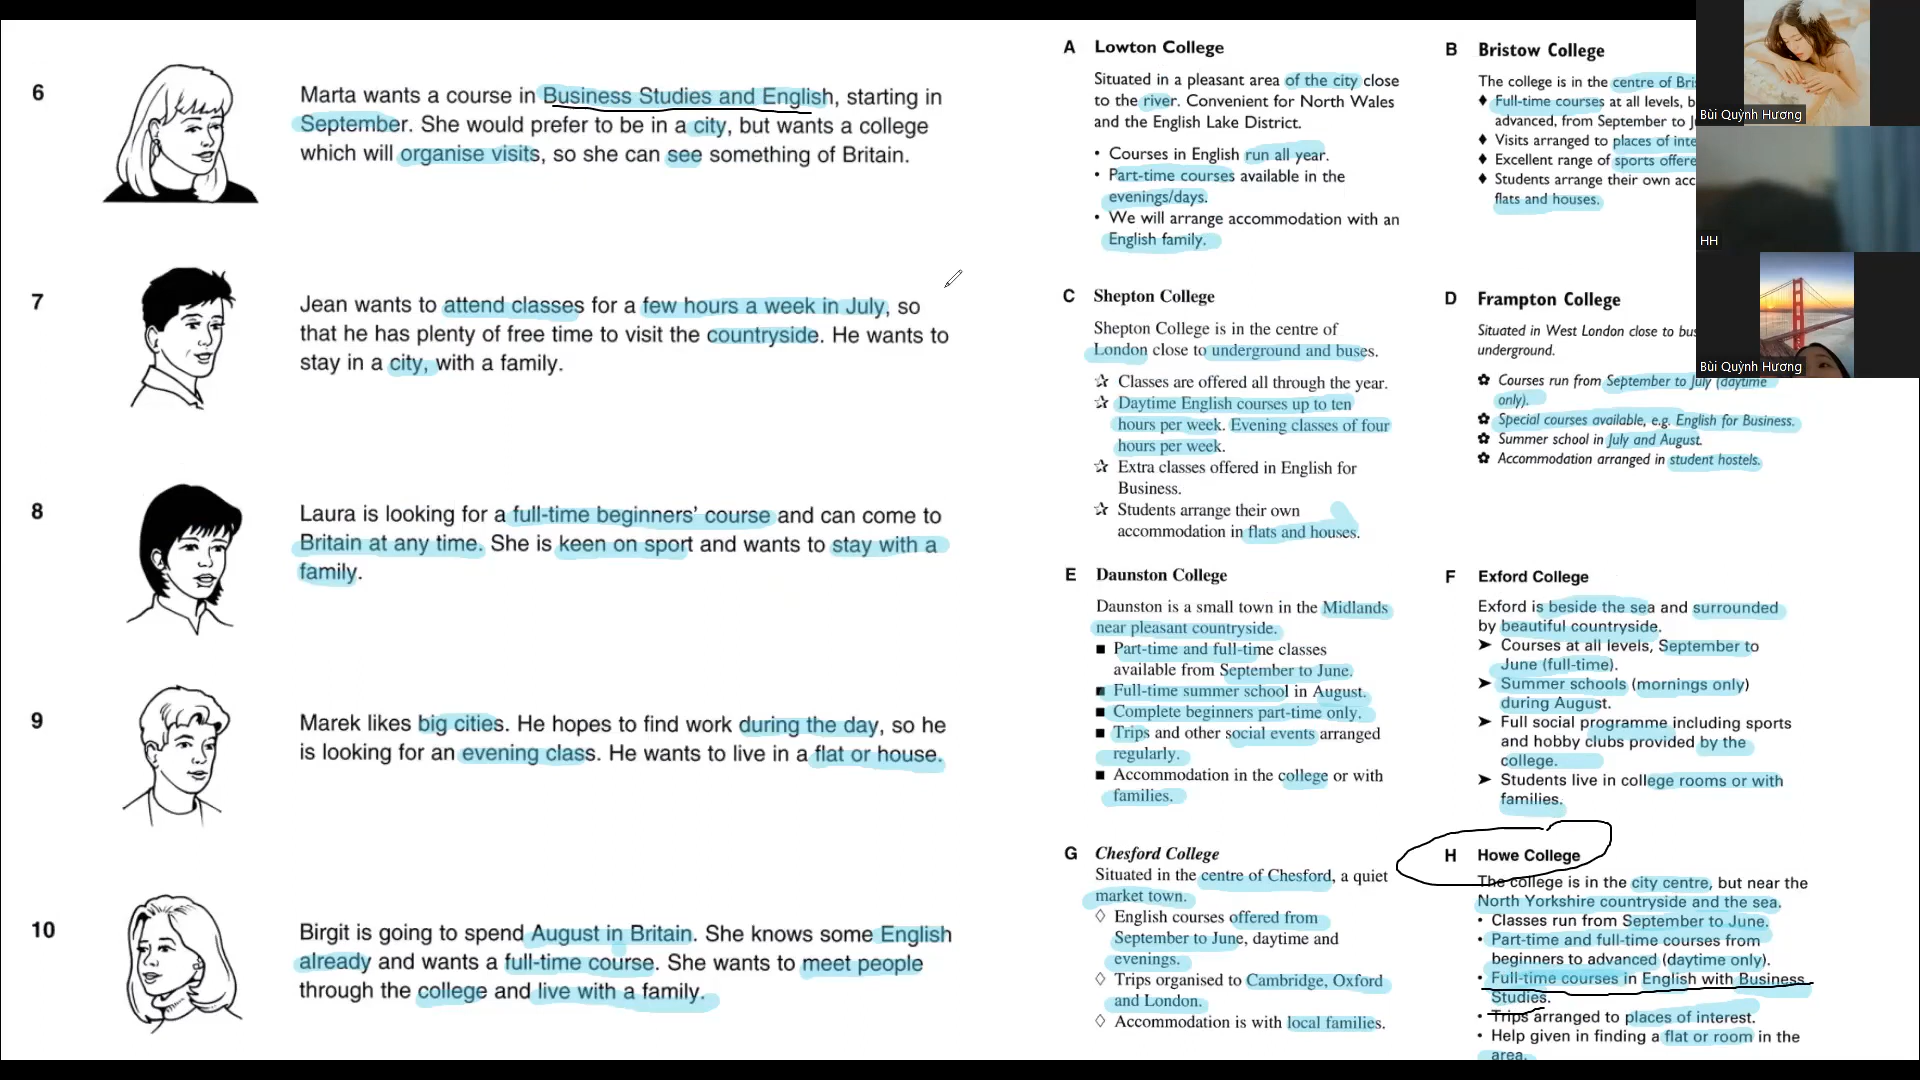 6
Marta wants a course in Business Studies and English, starting in
September. She would prefer to be in a city, but wants a college
which will organise visits, so she can see something of Britain.
7
Jean wants to attend classes for a few hours a week in July, so
that he has plenty of free time to visit the countryside. He wants to
stay in a city, with a family.
8
Laura is looking for a full-time beginners' course and can come to
Britain at any time. She is keen on sport and wants to stay with a
family.
9
Marek likes big cities. He hopes to find work during the day, so he
is looking for an evening class. He wants to live in a flat or house.
10
Birgit is going to spend August in Britain. She knows some English
already and wants a full-time course. She wants to meet people
through the college and live with a family.
A Lowton College
Situated in a pleasant area of the city close
to the river. Convenient for North Wales
and the English Lake District.
• Courses in English run all year.
• Part-time courses available in the
evenings/days.
• We will arrange accommodation with an
English family.
B Bristow College
The college is in the centre of
♦ Full-time courses at all levels,
advanced, from September to
♦ Visits arranged to places of
♦ Excellent range of sports
♦ Students arrange their own
flats and houses.
C Shepton College
Shepton College is in the centre of
London close to underground and buses.
☆ Classes are offered all through the year.
☆ Daytime English courses up to ten
hours per week. Evening classes of four
hours per week.
☆ Extra classes offered in English for
Business.
☆ Students arrange their own
accommodation in flats and houses.
D Frampton College
Situated in West London close to
underground.
✿ Courses run from September to July (daytime
only).
✿ Special courses available, e.g. English for Business.
✿ Summer school in July and August.
✿ Accommodation arranged in student hostels.
E Daunston College
Daunston is a small town in the Midlands
near pleasant countryside.
■ Part-time and full-time classes
available from September to June.
■ Full-time summer school in August.
■ Complete beginners part-time only.
■ Trips and other social events arranged
regularly.
■ Accommodation in the college or with
families.
F Exford College
Exford is beside the sea and surrounded
by beautiful countryside.
➤ Courses at all levels, September to
June (full-time).
➤ Summer schools (mornings only)
during August.
➤ Full social programme including sports
and hobby clubs provided by the
college.
➤ Students live in college rooms or with
families.
G Chesford College
Situated in the centre of Chesford, a quiet
market town.
◊ English courses offered from
September to June, daytime and
evenings.
◊ Trips organised to Cambridge, Oxford
and London.
◊ Accommodation is with local families.
H Howe College
The college is in the city centre, but near the
North Yorkshire countryside and the sea.
• Classes run from September to June.
• Part-time and full-time courses from
beginners to advanced (daytime only).
• Full-time courses in English with Business
Studies.
• Trips arranged to places of interest.
• Help given in finding a flat or room in the
area.
Bùi Quỳnh Hương
HH
Bùi Quỳnh Hương